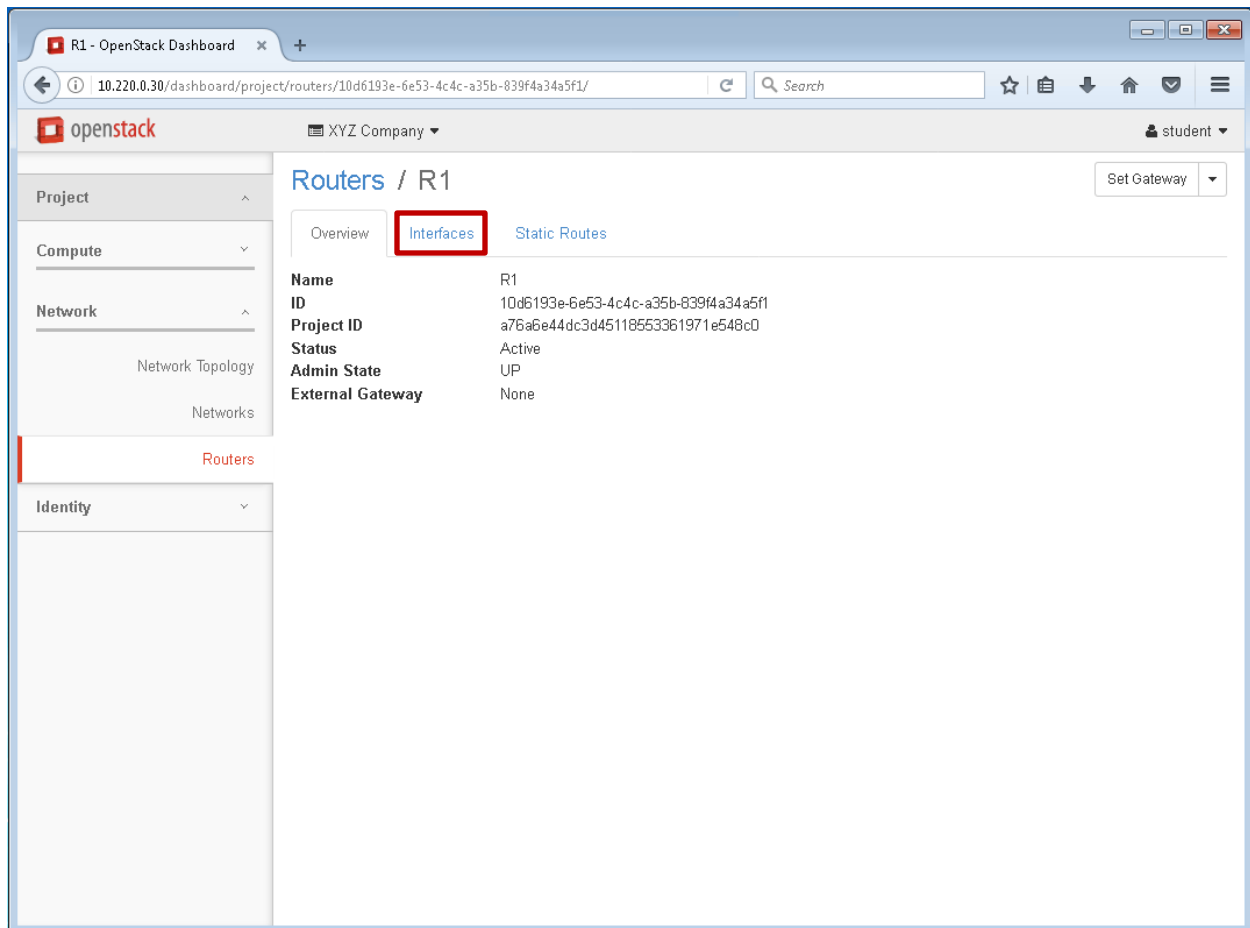 R1 - OpenStack Dashboard
10.220.0.30/dashboard/project/routers/10d6193e-6e53-4c4c-a35b-839f4a34a5f1/ Search
openstack XYZ Company student
Project
Compute
Network
Network Topology
Networks
Routers
Identity
Routers / R1
Set Gateway
Overview Interfaces Static Routes
Name R1
ID 10d6193e-6e53-4c4c-a35b-839f4a34a5f1
Project ID a76a6e44dc3d45118553361971e548c0
Status Active
Admin State UP
External Gateway None